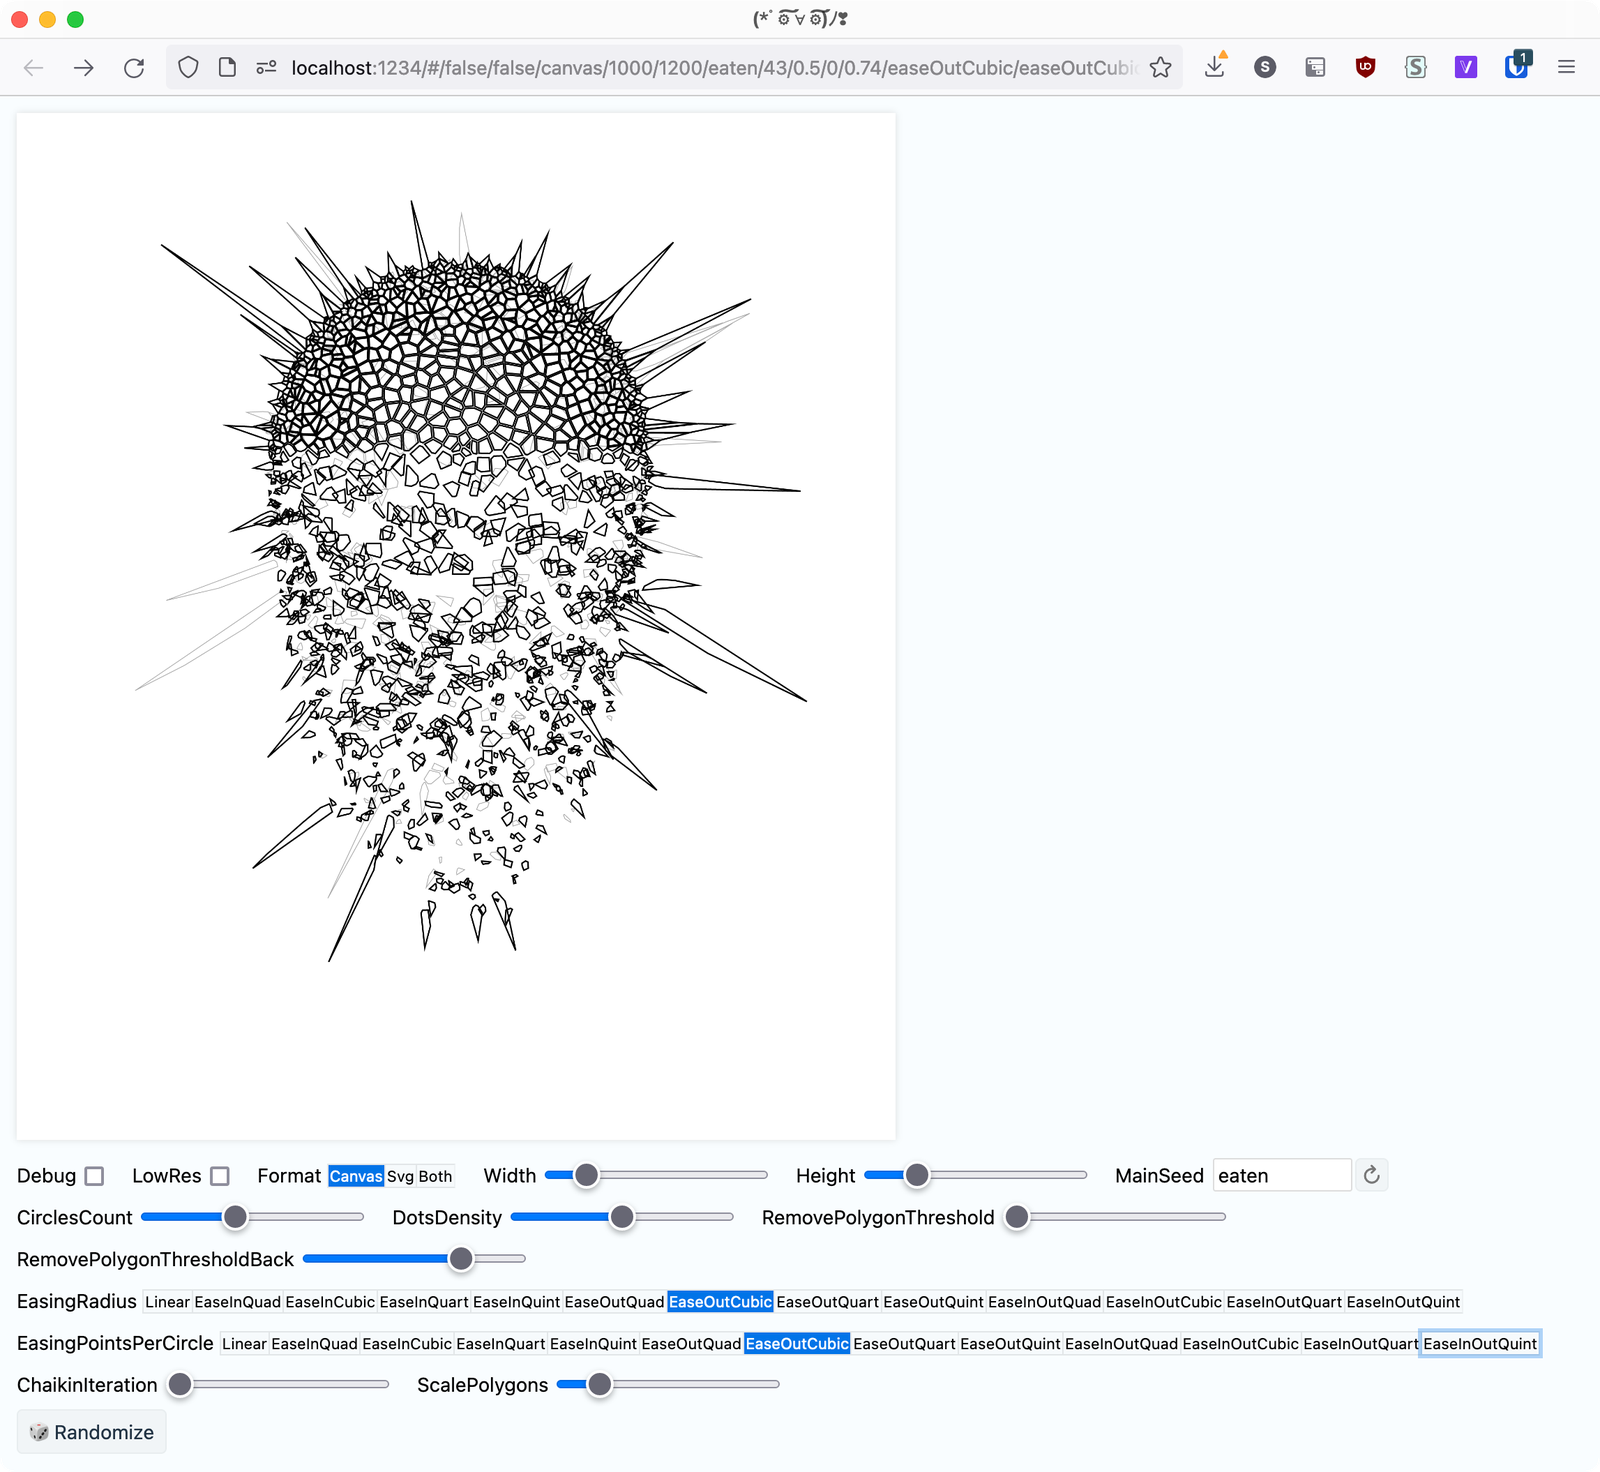 localhost:1234/#/false/false/canvas/1000/1200/eaten/43/0.5/0/0.74/easeOutCubic/easeOutCubic
S
UO
S
V
1
Debug LowRes Format Canvas Svg Both Width Height MainSeed eaten
CirclesCount DotsDensity RemovePolygonThreshold
RemovePolygonThresholdBack
EasingRadius Linear EaseInQuad EaseInCubic EaseInQuart EaseInQuint EaseOutQuad EaseOutCubic EaseOutQuart EaseOutQuint EaseInOutQuad EaseInOutCubic EaseInOutQuart EaseInOutQuint
EasingPointsPerCircle Linear EaseInQuad EaseInCubic EaseInQuart EaseInQuint EaseOutQuad EaseOutCubic EaseOutQuart EaseOutQuint EaseInOutQuad EaseInOutCubic EaseInOutQuart EaseInOutQuint
ChaikinIteration ScalePolygons
Randomize